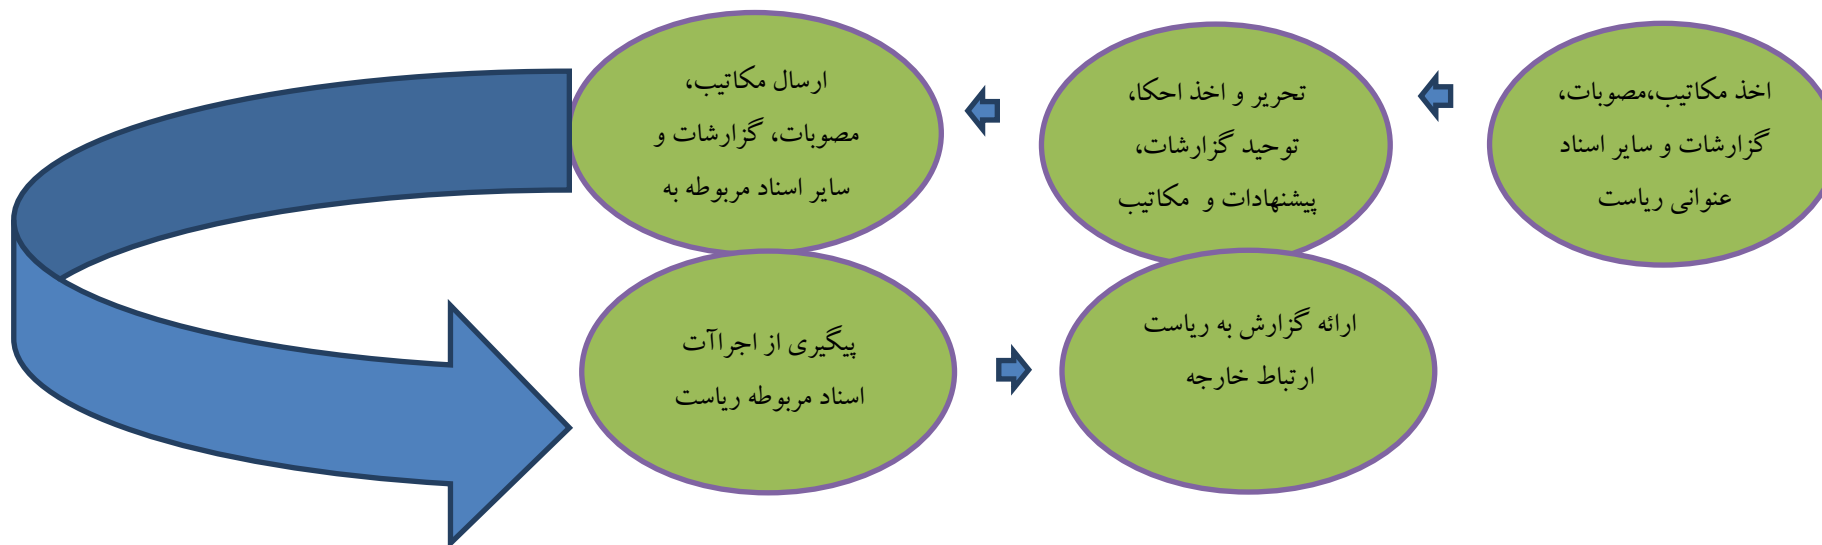 اخذ مکاتیب،مصوبات،
گزارشات و سایر اسناد
عنوانی ریاست
تحریر و اخذ احکا،
توحید گزارشات،
پیشنهادات و مکاتیب
ارسال مکاتیب،
مصوبات، گزارشات و
سایر اسناد مربوطه به
پیگیری از اجراآت
اسناد مربوطه ریاست
ارائه گزارش به ریاست
ارتباط خارجه